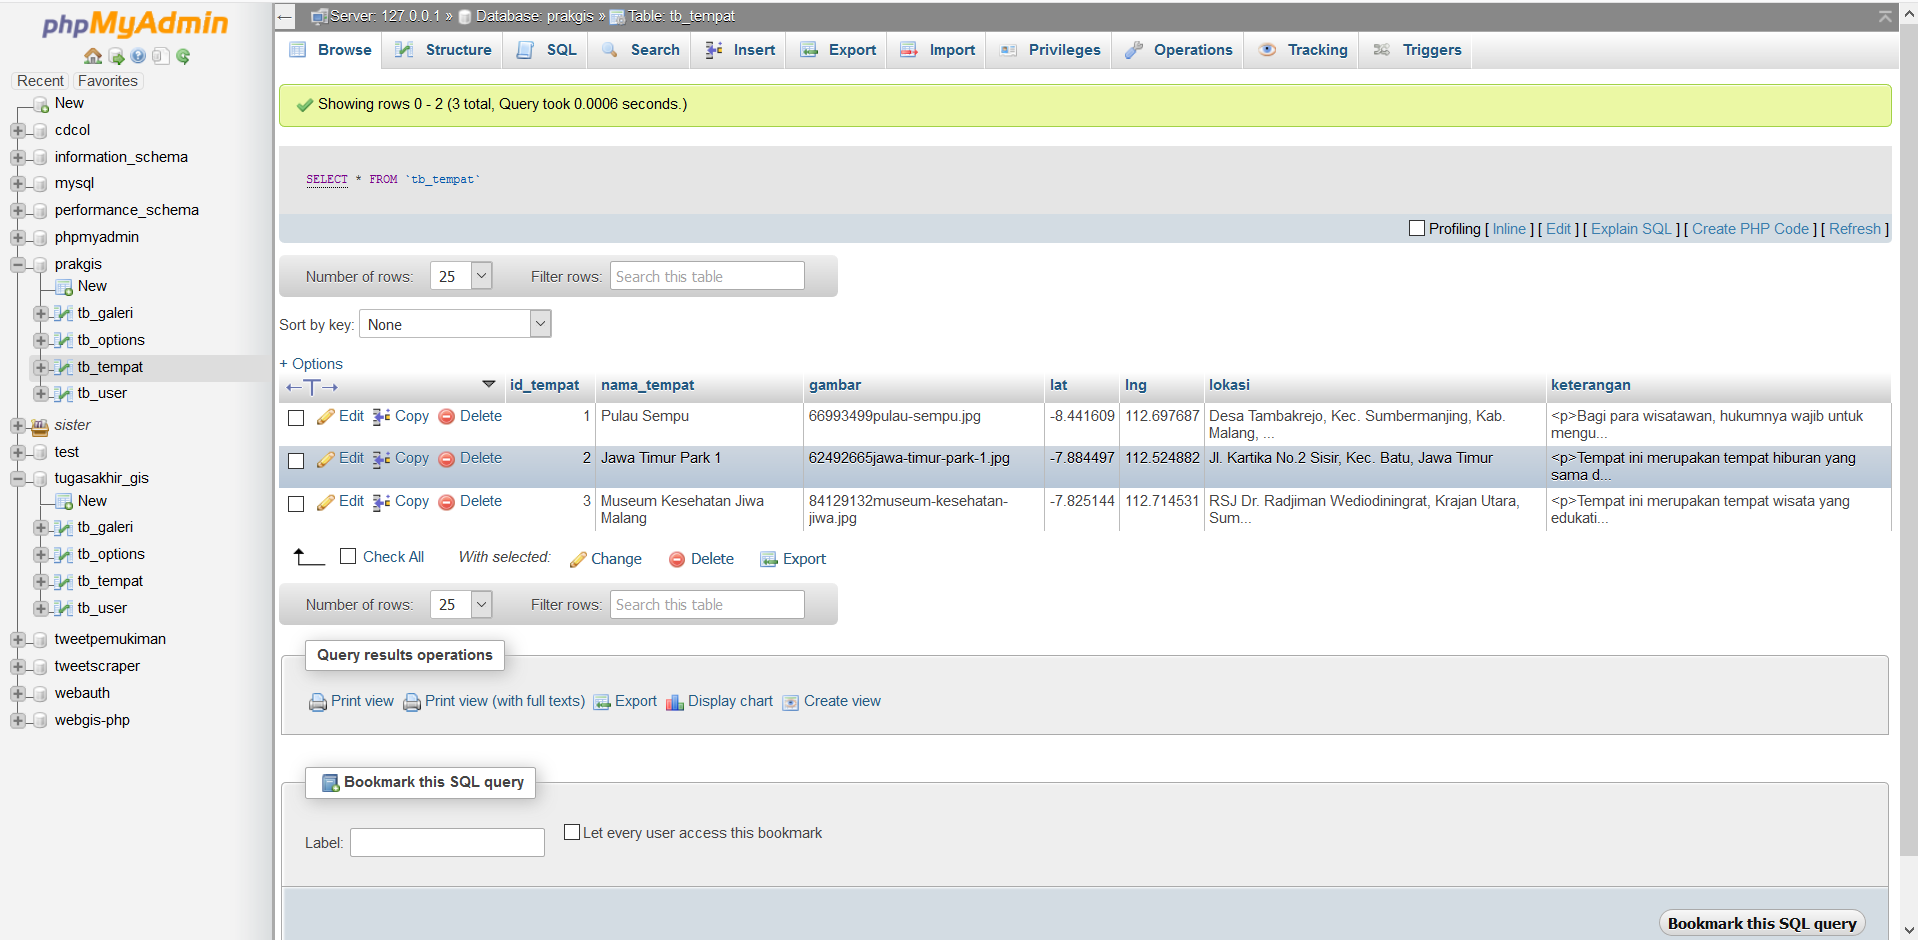 phpMyAdmin
Recent Favorites
New
cdcol
information_schema
mysql
performance_schema
phpmyadmin
prakgis
New
tb_galeri
tb_options
tb_tempat
tb_user
sister
test
tugasakhir_gis
New
tb_galeri
tb_options
tb_tempat
tb_user
tweetpemukiman
tweetscraper
webauth
webgis-php
Server: 127.0.0.1 » Database: prakgis » Table: tb_tempat
Browse Structure SQL Search Insert Export Import Privileges Operations Tracking Triggers
Showing rows 0 - 2 (3 total, Query took 0.0006 seconds.)
SELECT * FROM `tb_tempat`
Profiling [ Inline ] [ Edit ] [ Explain SQL ] [ Create PHP Code ] [ Refresh ]
Number of rows: 25 Filter rows: Search this table
Sort by key: None
+ Options
←T→ id_tempat nama_tempat gambar lat lng lokasi keterangan
Edit Copy Delete 1 Pulau Sempu 66993499pulau-sempu.jpg -8.441609 112.697687 Desa Tambakrejo, Kec. Sumbermanjing, Kab. <p>Bagi para wisatawan, hukumnya wajib untuk
Malang, ... mengu...
Edit Copy Delete 2 Jawa Timur Park 1 62492665jawa-timur-park-1.jpg -7.884497 112.524882 Jl. Kartika No.2 Sisir, Kec. Batu, Jawa Timur <p>Tempat ini merupakan tempat hiburan yang
sama d...
Edit Copy Delete 3 Museum Kesehatan Jiwa 84129132museum-kesehatan- -7.825144 112.714531 RSJ Dr. Radjiman Wediodiningrat, Krajan Utara, <p>Tempat ini merupakan tempat wisata yang
Malang jiwa.jpg Sum... edukati...
Check All With selected: Change Delete Export
Number of rows: 25 Filter rows: Search this table
Query results operations
Print view Print view (with full texts) Export Display chart Create view
Bookmark this SQL query
Label: Let every user access this bookmark
Bookmark this SQL query